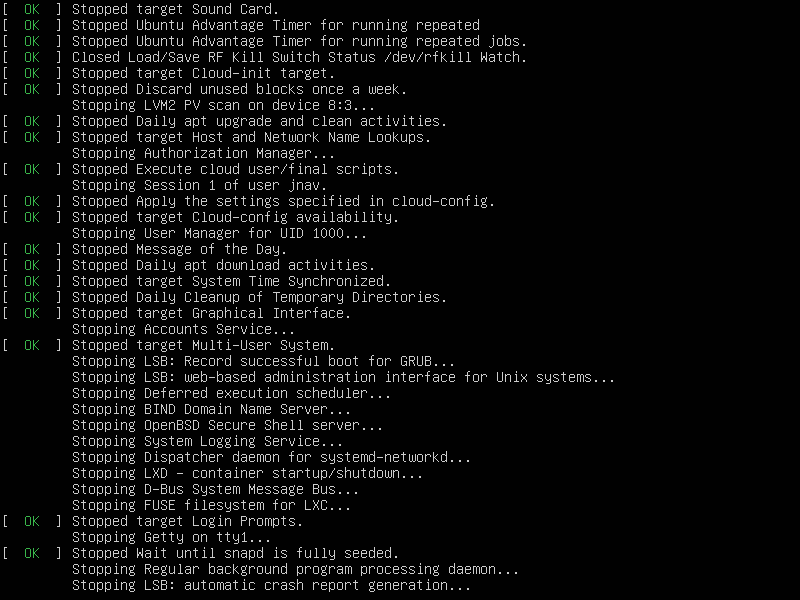 [  OK  ] Stopped target Sound Card.
[  OK  ] Stopped Ubuntu Advantage Timer for running repeated
[  OK  ] Stopped Ubuntu Advantage Timer for running repeated jobs.
[  OK  ] Closed Load/Save RF Kill Switch Status /dev/rfkill Watch.
[  OK  ] Stopped target Cloud-init target.
[  OK  ] Stopped Discard unused blocks once a week.
         Stopping LVM2 PV scan on device 8:3...
[  OK  ] Stopped Daily apt upgrade and clean activities.
[  OK  ] Stopped target Host and Network Name Lookups.
         Stopping Authorization Manager...
[  OK  ] Stopped Execute cloud user/final scripts.
         Stopping Session 1 of user jnav.
[  OK  ] Stopped Apply the settings specified in cloud-config.
[  OK  ] Stopped target Cloud-config availability.
         Stopping User Manager for UID 1000...
[  OK  ] Stopped Message of the Day.
[  OK  ] Stopped Daily apt download activities.
[  OK  ] Stopped target System Time Synchronized.
[  OK  ] Stopped Daily Cleanup of Temporary Directories.
[  OK  ] Stopped target Graphical Interface.
         Stopping Accounts Service...
[  OK  ] Stopped target Multi-User System.
         Stopping LSB: Record successful boot for GRUB...
         Stopping LSB: web-based administration interface for Unix systems...
         Stopping Deferred execution scheduler...
         Stopping BIND Domain Name Server...
         Stopping OpenBSD Secure Shell server...
         Stopping System Logging Service...
         Stopping Dispatcher daemon for systemd-networkd...
         Stopping LXD - container startup/shutdown...
         Stopping D-Bus System Message Bus...
         Stopping FUSE filesystem for LXC...
[  OK  ] Stopped target Login Prompts.
         Stopping Getty on tty1...
[  OK  ] Stopped Wait until snapd is fully seeded.
         Stopping Regular background program processing daemon...
         Stopping LSB: automatic crash report generation...